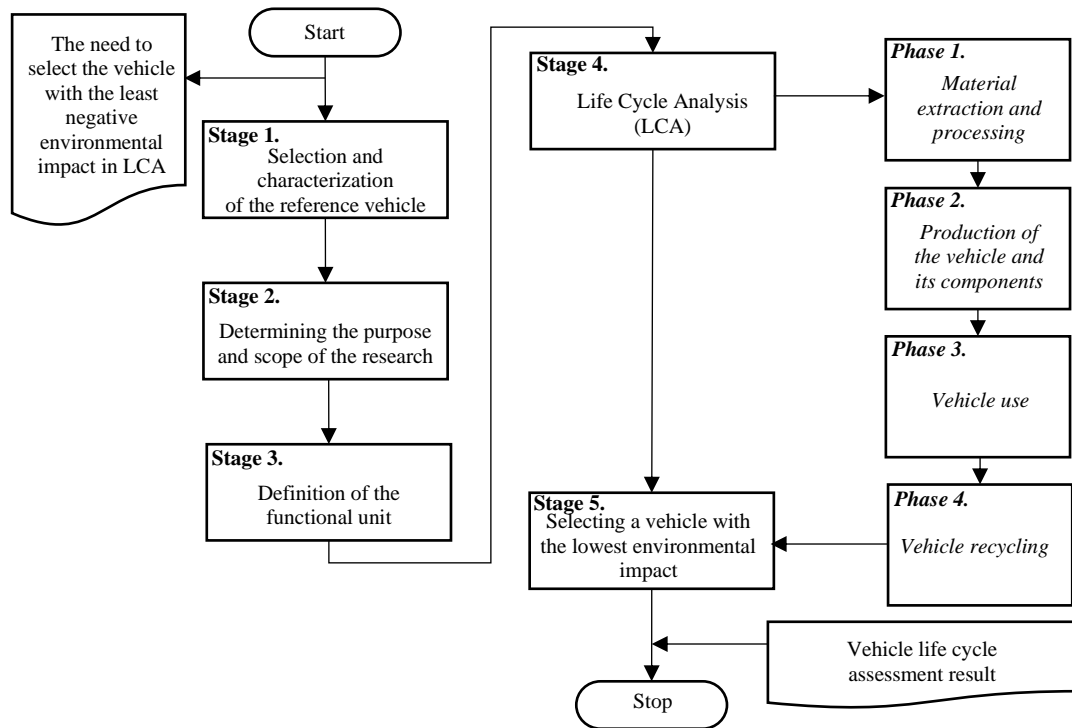 Start
The need to
select the vehicle
with the least
negative
environmental
impact in LCA
Stage 1.
Selection and
characterization
of the reference vehicle
Stage 2.
Determining the purpose
and scope of the research
Stage 3.
Definition of the
functional unit
Stage 4.
Life Cycle Analysis
(LCA)
Phase 1.
Material
extraction and
processing
Phase 2.
Production of
the vehicle and
its components
Phase 3.
Vehicle use
Phase 4.
Vehicle recycling
Stage 5.
Selecting a vehicle with
the lowest environmental
impact
Vehicle life cycle
assessment result
Stop